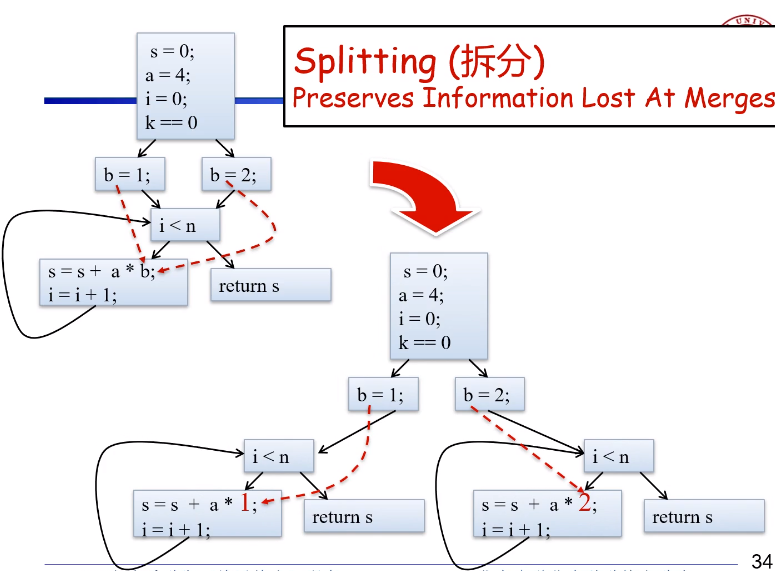 Splitting (拆分)
Preserves Information Lost At Merges
UNIV
s = 0;
a = 4;
i = 0;
k == 0
b = 1;
b = 2;
i < n
s = s + a * b;
i = i + 1;
return s
s = 0;
a = 4;
i = 0;
k == 0
b = 1;
b = 2;
i < n
s = s + a * 1;
i = i + 1;
return s
i < n
s = s + a * 2;
i = i + 1;
return s
34